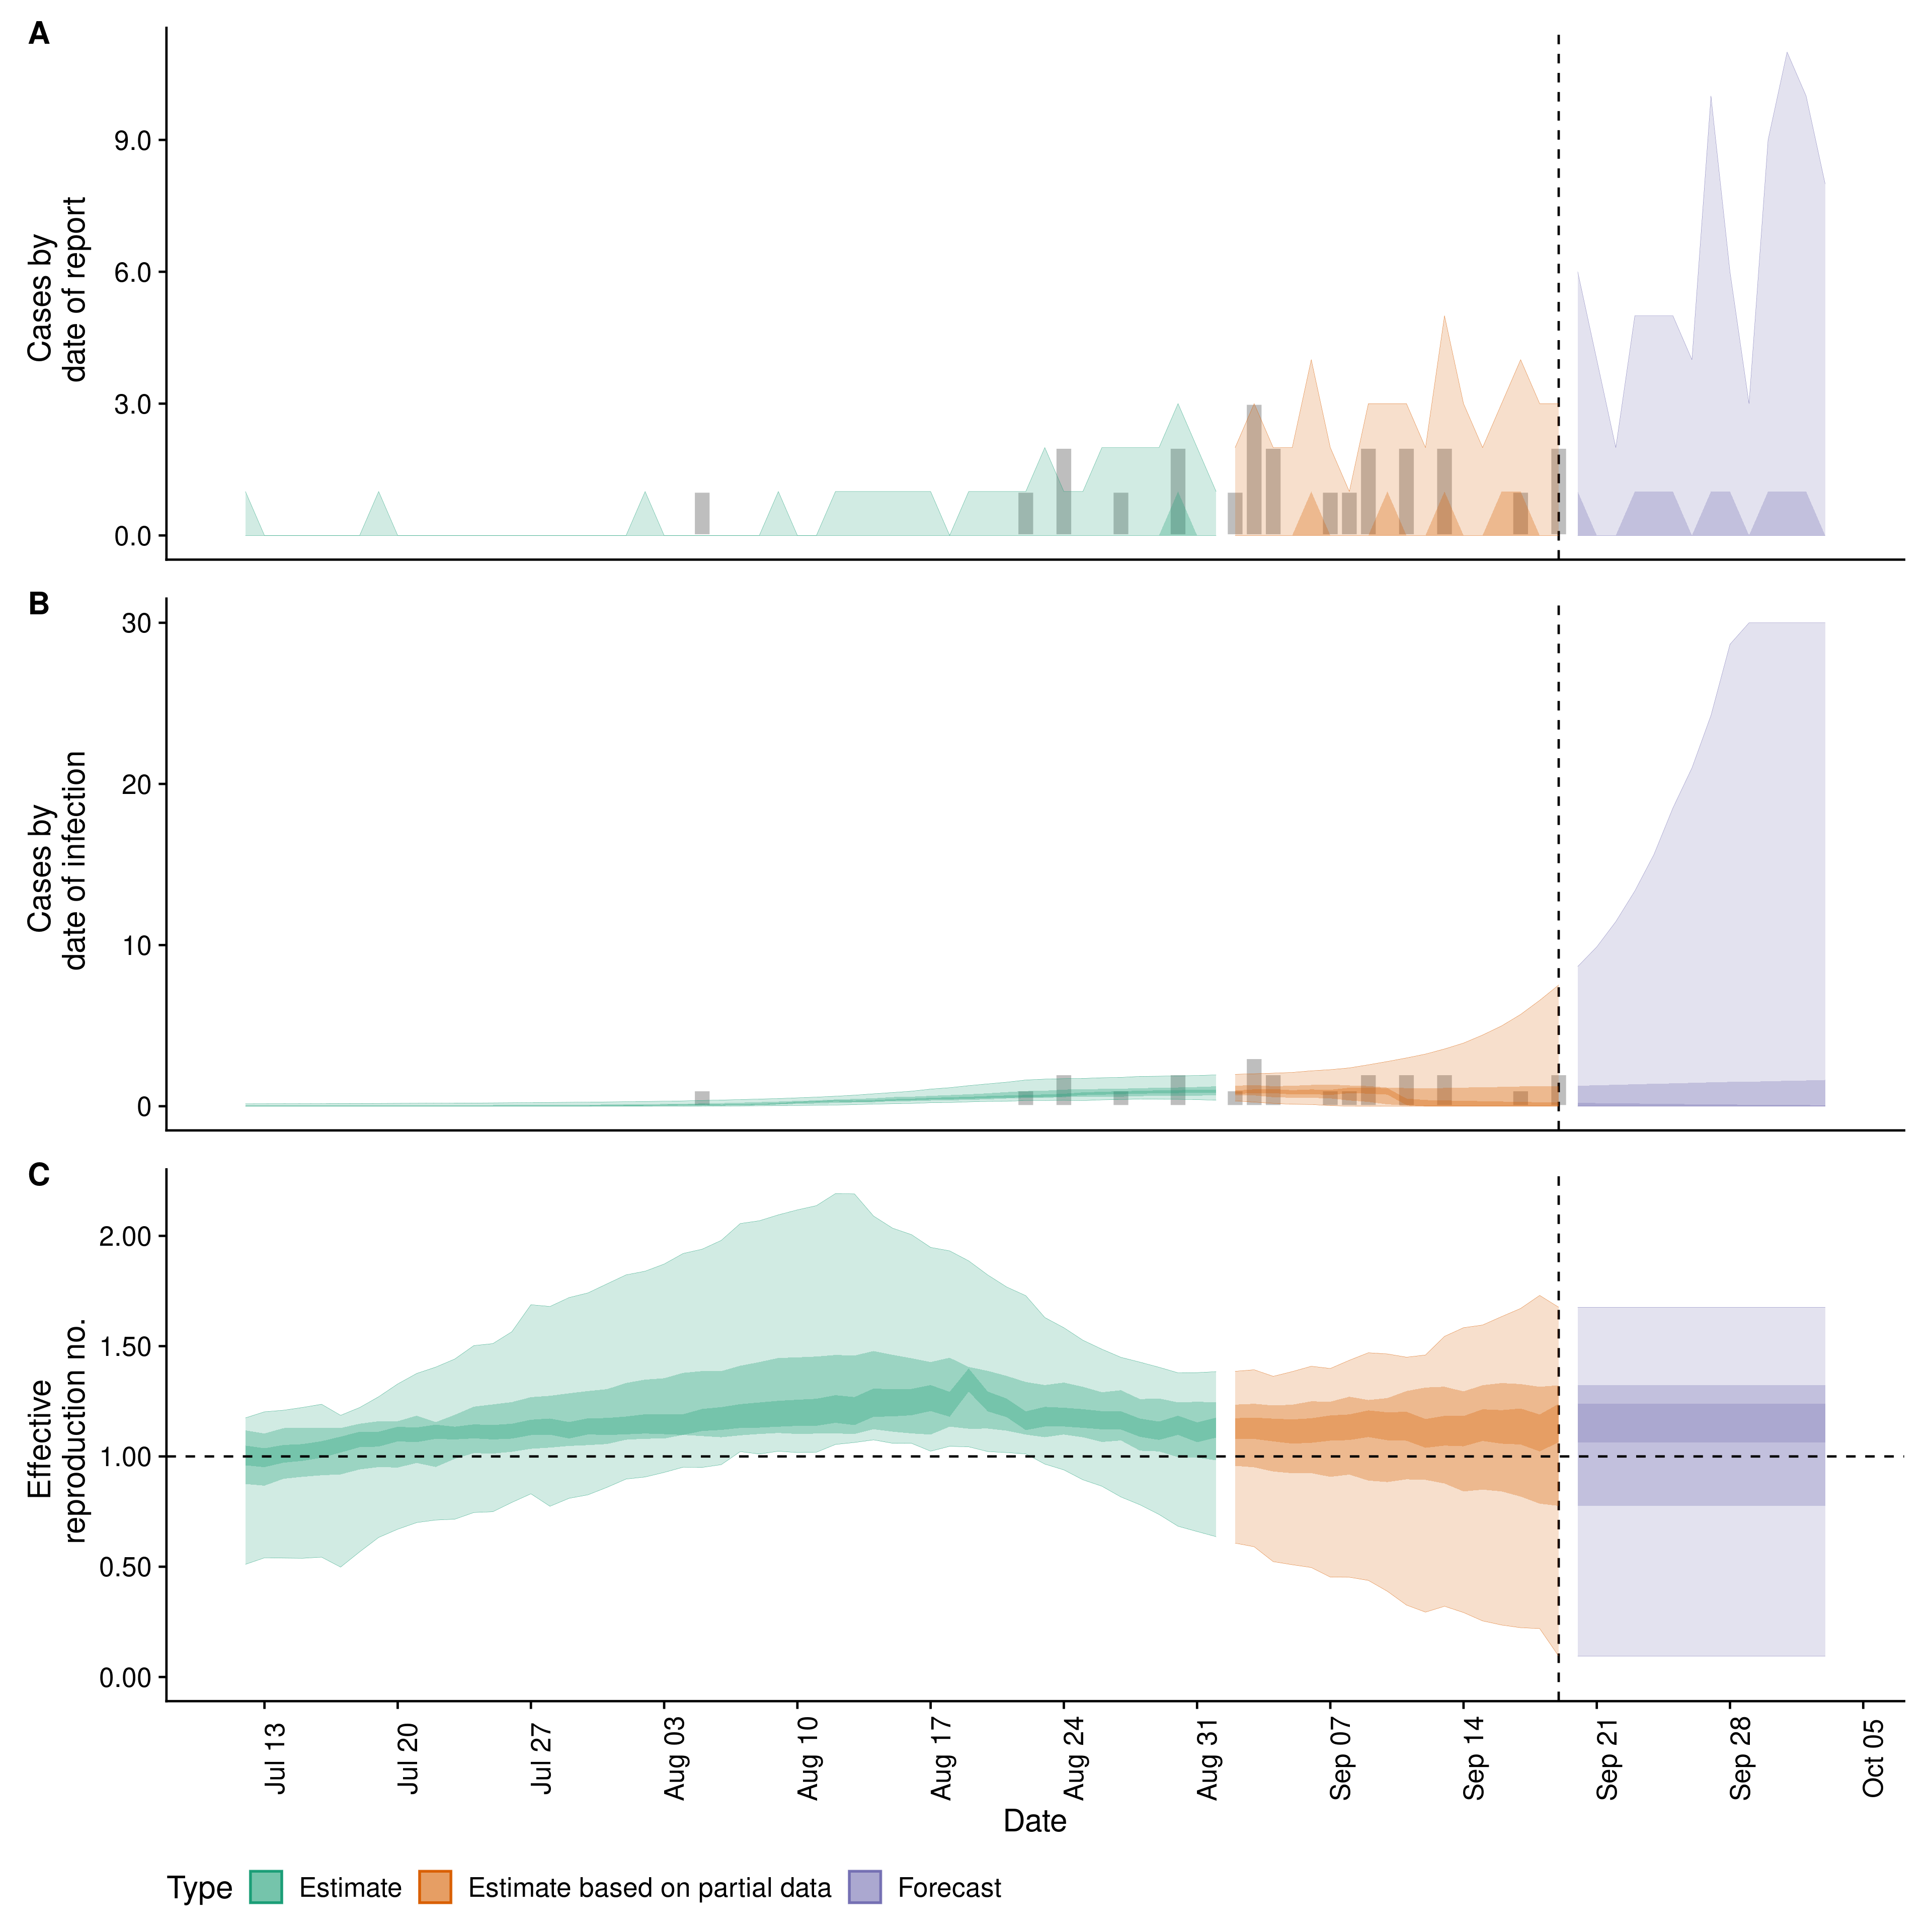 A
Cases by
date of report
9.0
6.0
3.0
0.0
B
Cases by
date of infection
30
20
10
0
C
Effective
reproduction no.
2.00
1.50
1.00
0.50
0.00
Jul 13
Jul 20
Jul 27
Aug 03
Aug 10
Aug 17
Aug 24
Aug 31
Sep 07
Sep 14
Sep 21
Sep 28
Oct 05
Date
Type Estimate Estimate based on partial data Forecast